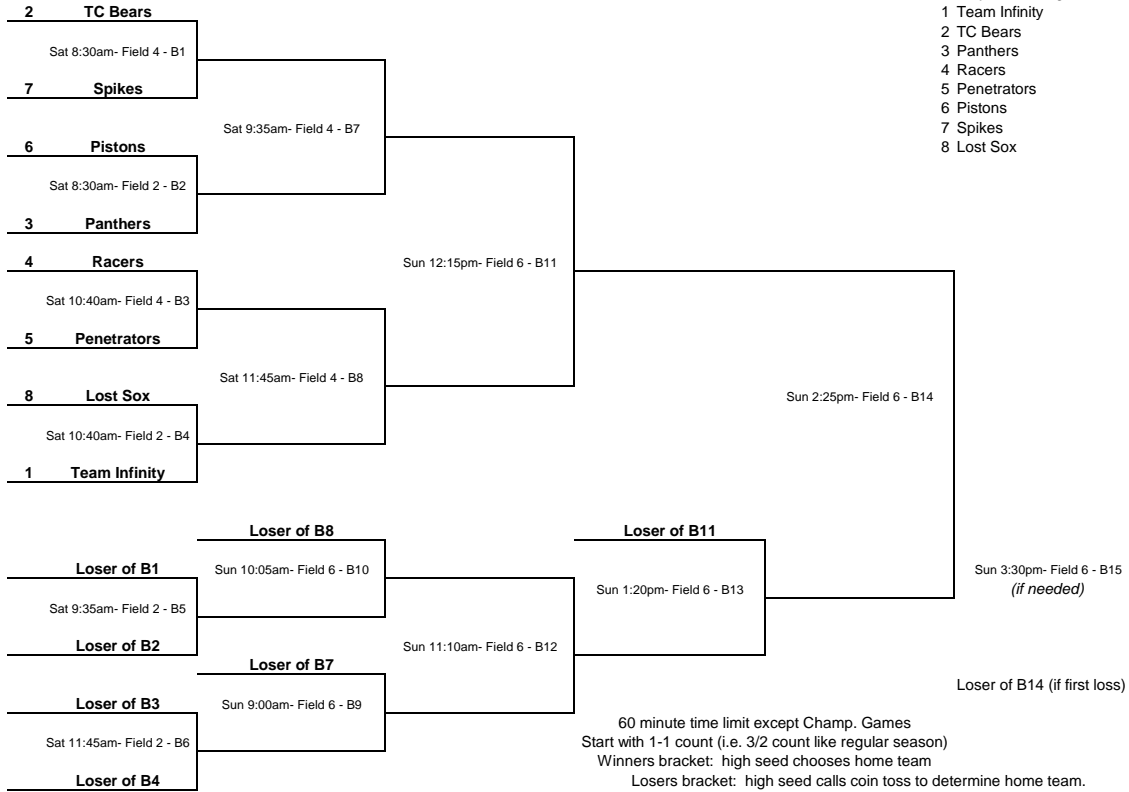 2 TC Bears
Sat 8:30am- Field 4 - B1
7 Spikes
Sat 9:35am- Field 4 - B7
6 Pistons
Sat 8:30am- Field 2 - B2
3 Panthers
4 Racers
Sun 12:15pm- Field 6 - B11
Sat 10:40am- Field 4 - B3
5 Penetrators
Sat 11:45am- Field 4 - B8
8 Lost Sox
Sun 2:25pm- Field 6 - B14
Sat 10:40am- Field 2 - B4
1 Team Infinity
1 Team Infinity
2 TC Bears
3 Panthers
4 Racers
5 Penetrators
6 Pistons
7 Spikes
8 Lost Sox
Loser of B8
Loser of B11
Loser of B1
Sun 10:05am- Field 6 - B10
Sun 3:30pm- Field 6 - B15
(if needed)
Sun 1:20pm- Field 6 - B13
Sat 9:35am- Field 2 - B5
Loser of B2
Sun 11:10am- Field 6 - B12
Loser of B7
Loser of B14 (if first loss)
Loser of B3
Sun 9:00am- Field 6 - B9
Sat 11:45am- Field 2 - B6
Loser of B4
60 minute time limit except Champ. Games
Start with 1-1 count (i.e. 3/2 count like regular season)
Winners bracket: high seed chooses home team
Losers bracket: high seed calls coin toss to determine home team.